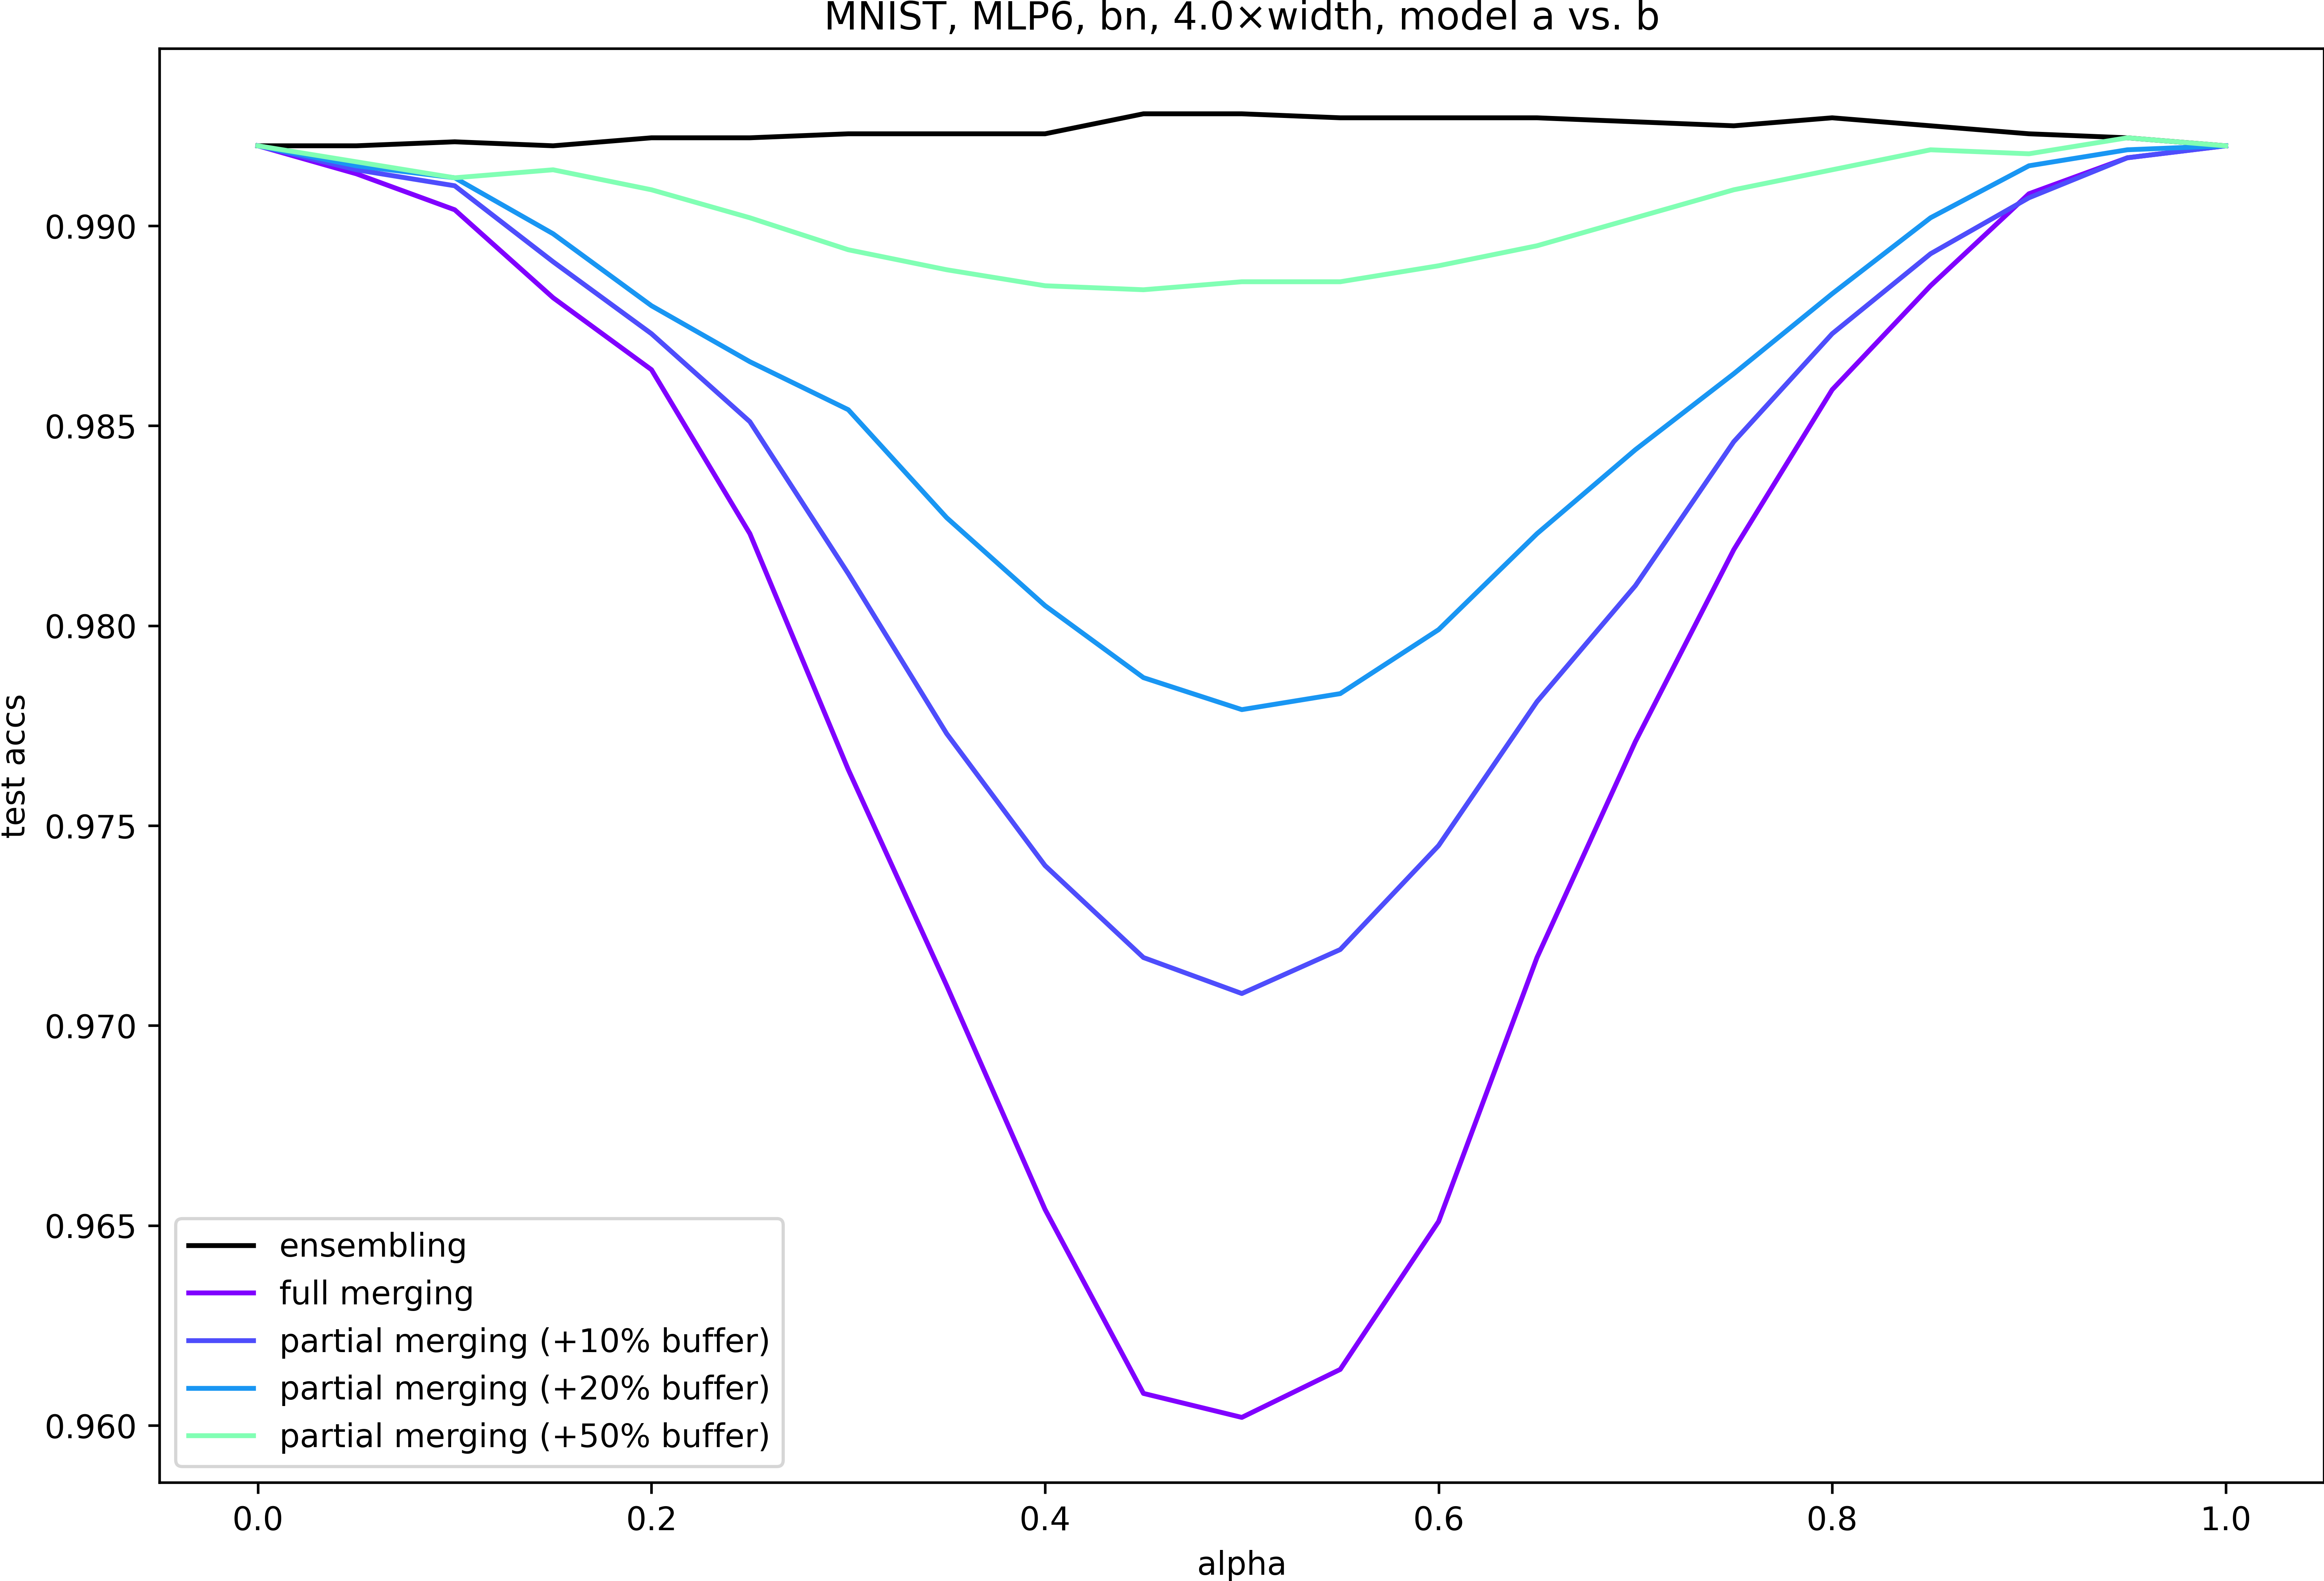 MNIST, MLP6, bn, 4.0×width, model a vs. b
test accs
0.990
0.985
0.980
0.975
0.970
0.965
0.960
ensembling
full merging
partial merging (+10% buffer)
partial merging (+20% buffer)
partial merging (+50% buffer)
0.0 0.2 0.4 0.6 0.8 1.0
alpha